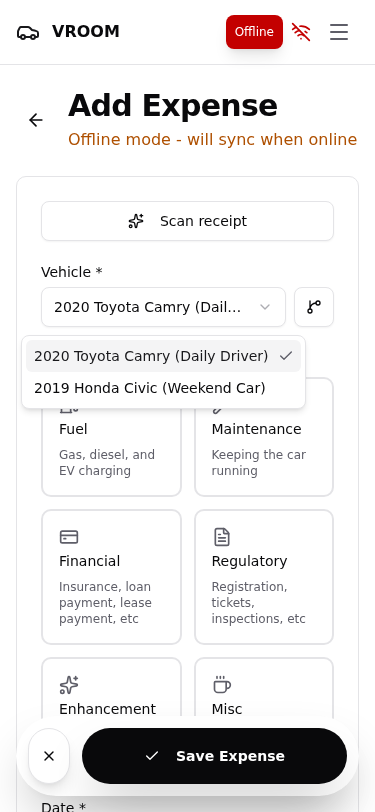 VROOM
Offline
Add Expense
Offline mode - will sync when online
Scan receipt
Vehicle *
2020 Toyota Camry (Dail...
2020 Toyota Camry (Daily Driver)
2019 Honda Civic (Weekend Car)
Fuel
Gas, diesel, and
EV charging
Maintenance
Keeping the car
running
Financial
Insurance, loan
payment, lease
payment, etc
Regulatory
Registration,
tickets,
inspections, etc
Enhancement
Misc
Save Expense
Date *